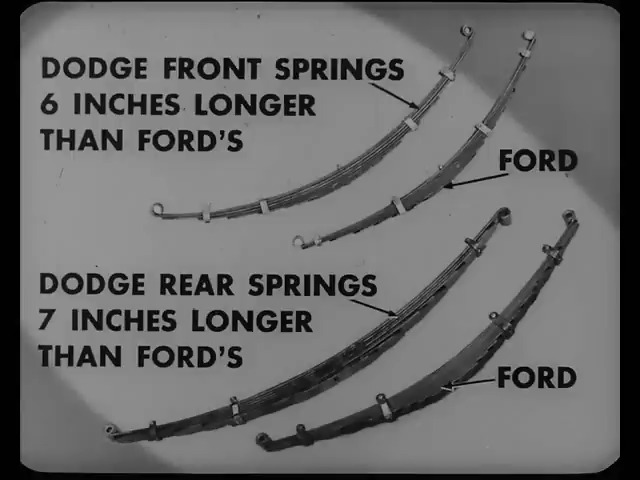 DODGE FRONT SPRINGS
6 INCHES LONGER
THAN FORD'S
FORD
DODGE REAR SPRINGS
7 INCHES LONGER
THAN FORD'S
FORD